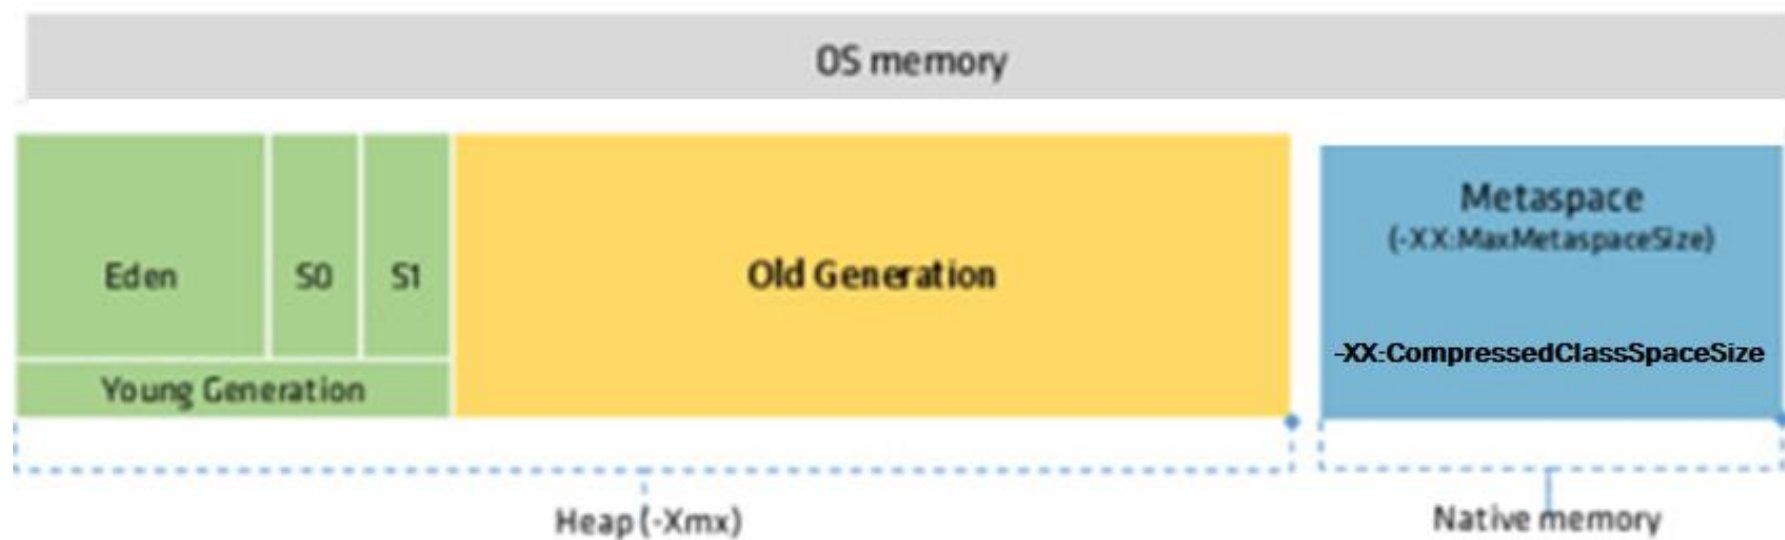 OS memory
Eden
S0
S1
Old Generation
Young Generation
Metaspace
(-XX:MaxMetaspaceSize)
-XX:CompressedClassSpaceSize
Heap (-Xmx)
Native memory